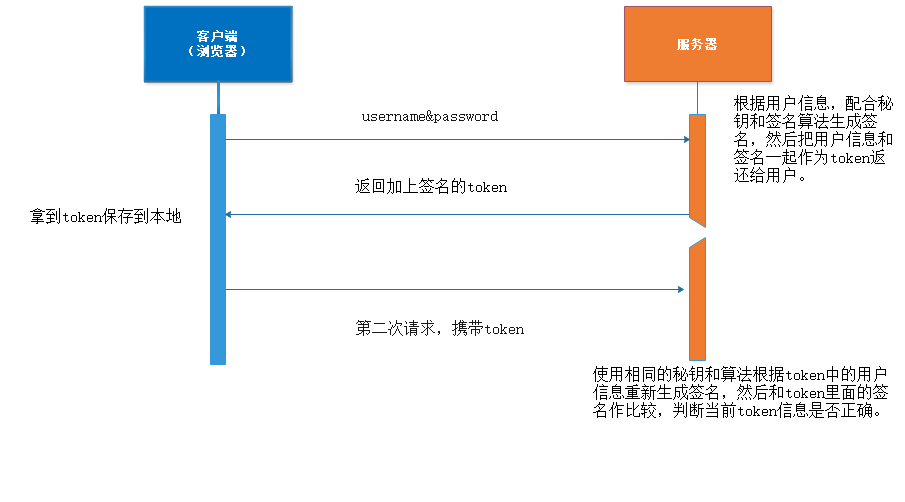 客户端
（浏览器）
服务器
根据用户信息，配合秘
钥和签名算法生成签
名，然后把用户信息和
签名一起作为token返
还给用户。
username&password
返回加上签名的token
拿到token保存到本地
第二次请求，携带token
使用相同的秘钥和算法根据token中的用户
信息重新生成签名，然后和token里面的签
名作比较，判断当前token信息是否正确。